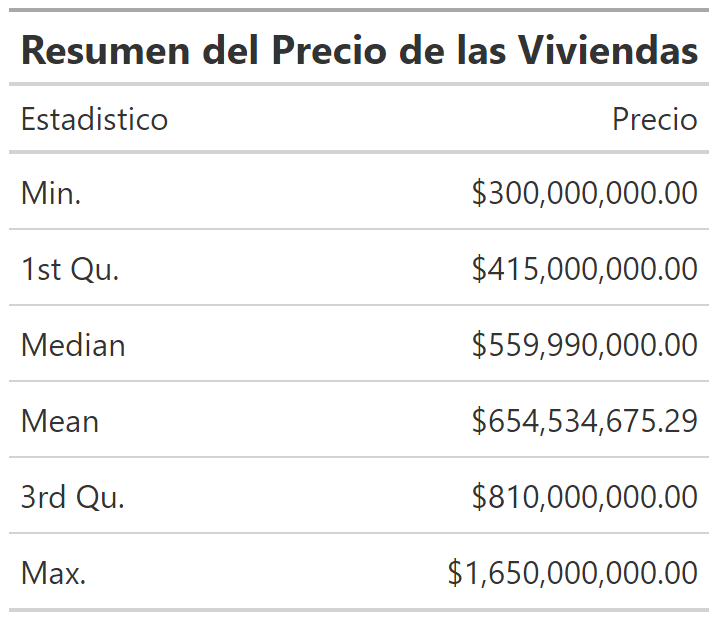 Resumen del Precio de las Viviendas
Estadistico Precio
Min. $300,000,000.00
1st Qu. $415,000,000.00
Median $559,990,000.00
Mean $654,534,675.29
3rd Qu. $810,000,000.00
Max. $1,650,000,000.00